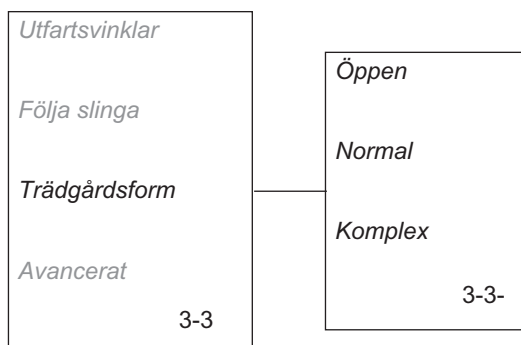 Utfartsvinklar
Följa slinga
Trädgårdsform
Avancerat
3-3
Öppen
Normal
Komplex
3-3-